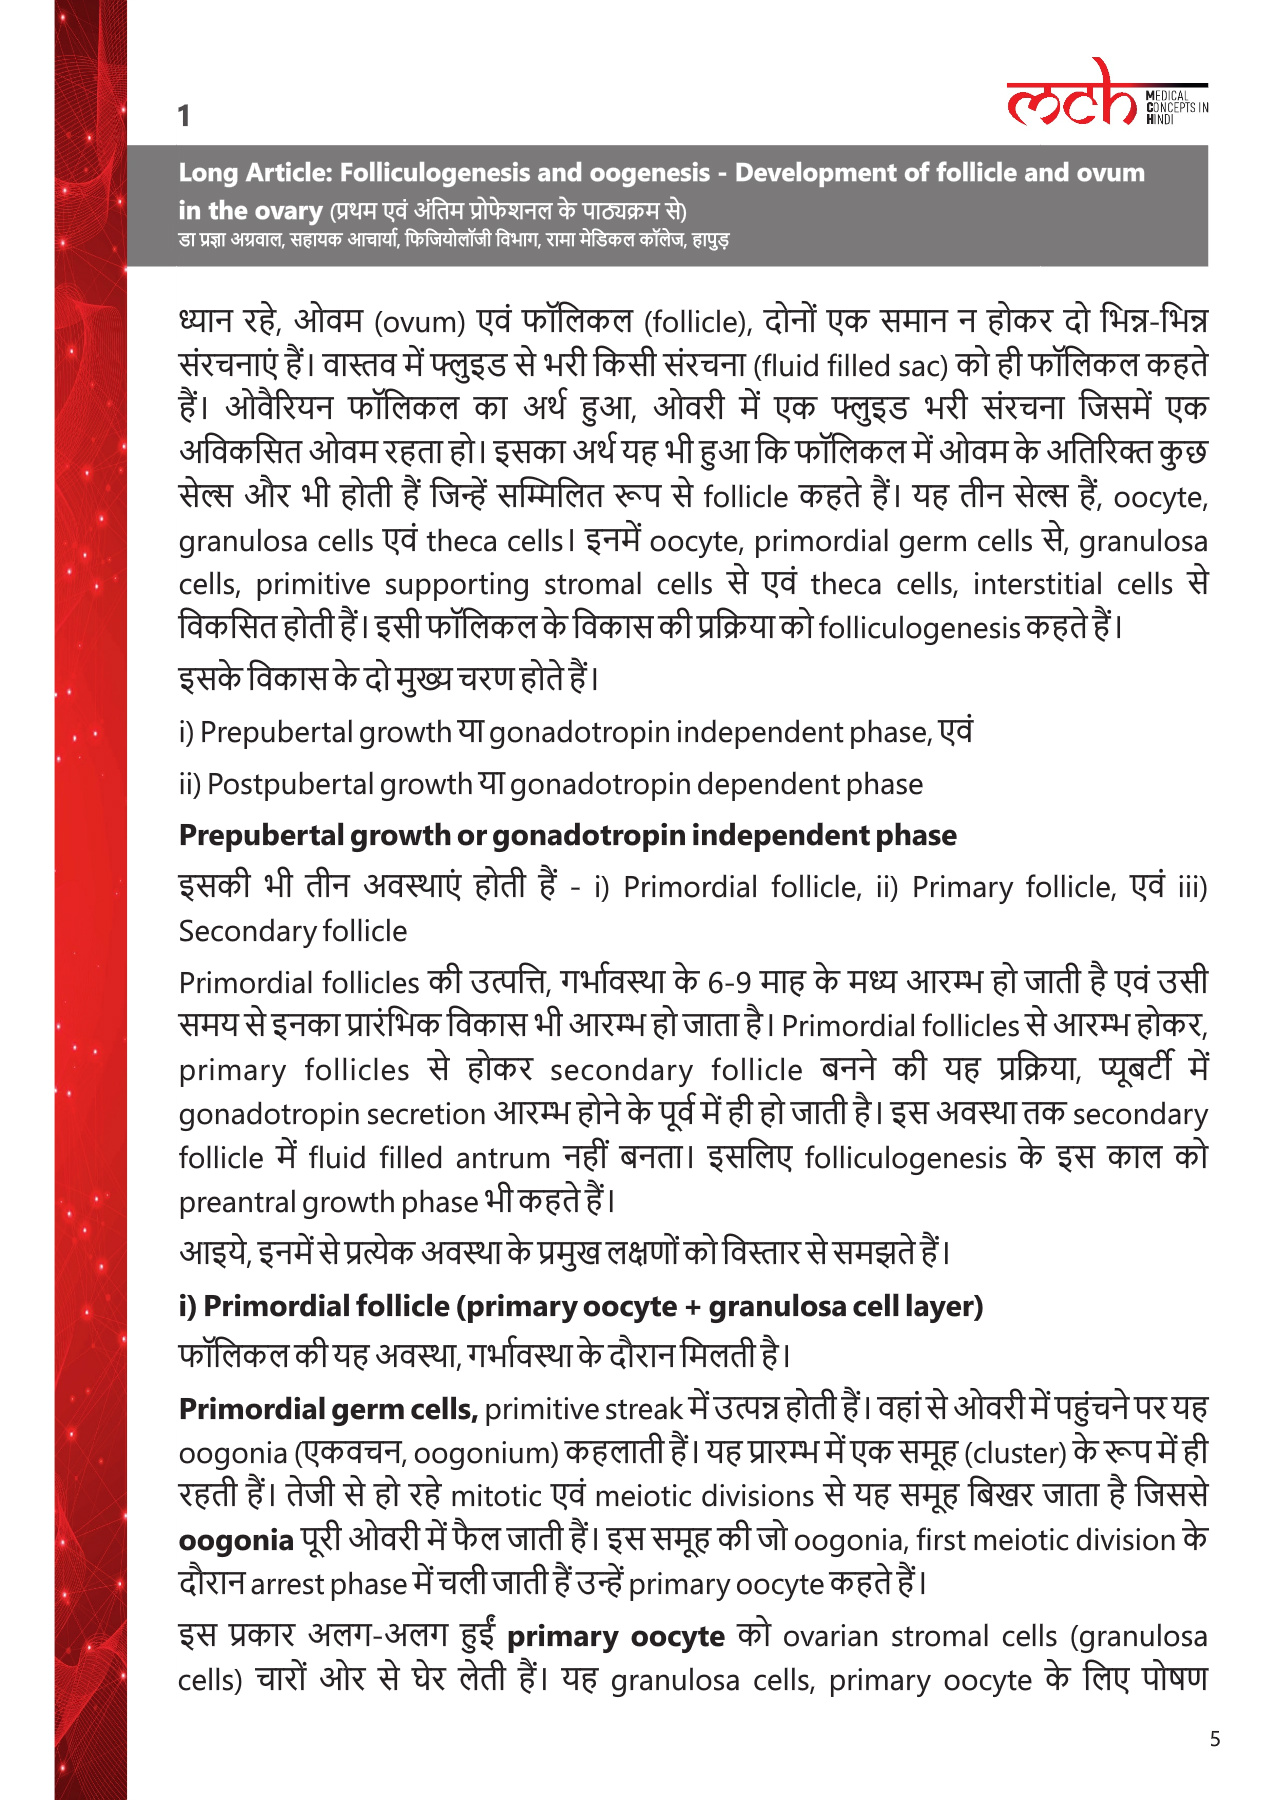 1
mch
MEDICAL
CONCEPTS IN
HINDI
Long Article: Folliculogenesis and oogenesis - Development of follicle and ovum
in the ovary (प्रथम एवं अंतिम प्रोफेशनल के पाठ्यक्रम से)
डा प्रज्ञा अग्रवाल, सहायक आचार्या, फिजियोलॉजी विभाग, रामा मेडिकल कॉलेज, हापुड़
ध्यान रहे, ओवम (ovum) एवं फॉलिकल (follicle), दोनों एक समान न होकर दो भिन्न-भिन्न
संरचनाएं हैं। वास्तव में फ्लुइड से भरी किसी संरचना (fluid filled sac) को ही फॉलिकल कहते
हैं। ओवैरियन फॉलिकल का अर्थ हुआ, ओवरी में एक फ्लुइड भरी संरचना जिसमें एक
अविकसित ओवम रहता हो। इसका अर्थ यह भी हुआ कि फॉलिकल में ओवम के अतिरिक्त कुछ
सेल्स और भी होती हैं जिन्हें सम्मिलित रूप से follicle कहते हैं। यह तीन सेल्स हैं, oocyte,
granulosa cells एवं theca cells। इनमें oocyte, primordial germ cells से, granulosa
cells, primitive supporting stromal cells से एवं theca cells, interstitial cells से
विकसित होती हैं। इसी फॉलिकल के विकास की प्रक्रिया को folliculogenesis कहते हैं।
इसके विकास के दो मुख्य चरण होते हैं।
i) Prepubertal growth या gonadotropin independent phase, एवं
ii) Postpubertal growth या gonadotropin dependent phase
Prepubertal growth or gonadotropin independent phase
इसकी भी तीन अवस्थाएं होती हैं - i) Primordial follicle, ii) Primary follicle, एवं iii)
Secondary follicle
Primordial follicles की उत्पत्ति, गर्भावस्था के 6-9 माह के मध्य आरम्भ हो जाती है एवं उसी
समय से इनका प्रारंभिक विकास भी आरम्भ हो जाता है। Primordial follicles से आरम्भ होकर,
primary follicles से होकर secondary follicle बनने की यह प्रक्रिया, प्यूबर्टी में
gonadotropin secretion आरम्भ होने के पूर्व में ही हो जाती है। इस अवस्था तक secondary
follicle में fluid filled antrum नहीं बनता। इसलिए folliculogenesis के इस काल को
preantral growth phase भी कहते हैं।
आइये, इनमें से प्रत्येक अवस्था के प्रमुख लक्षणों को विस्तार से समझते हैं।
i) Primordial follicle (primary oocyte + granulosa cell layer)
फॉलिकल की यह अवस्था, गर्भावस्था के दौरान मिलती है।
Primordial germ cells, primitive streak में उत्पन्न होती हैं। वहां से ओवरी में पहुंचने पर यह
oogonia (एकवचन, oogonium) कहलाती हैं। यह प्रारम्भ में एक समूह (cluster) के रूप में ही
रहती हैं। तेजी से हो रहे mitotic एवं meiotic divisions से यह समूह बिखर जाता है जिससे
oogonia पूरी ओवरी में फैल जाती हैं। इस समूह की जो oogonia, first meiotic division के
दौरान arrest phase में चली जाती हैं उन्हें primary oocyte कहते हैं।
इस प्रकार अलग-अलग हुईं primary oocyte को ovarian stromal cells (granulosa
cells) चारों ओर से घेर लेती हैं। यह granulosa cells, primary oocyte के लिए पोषण
5